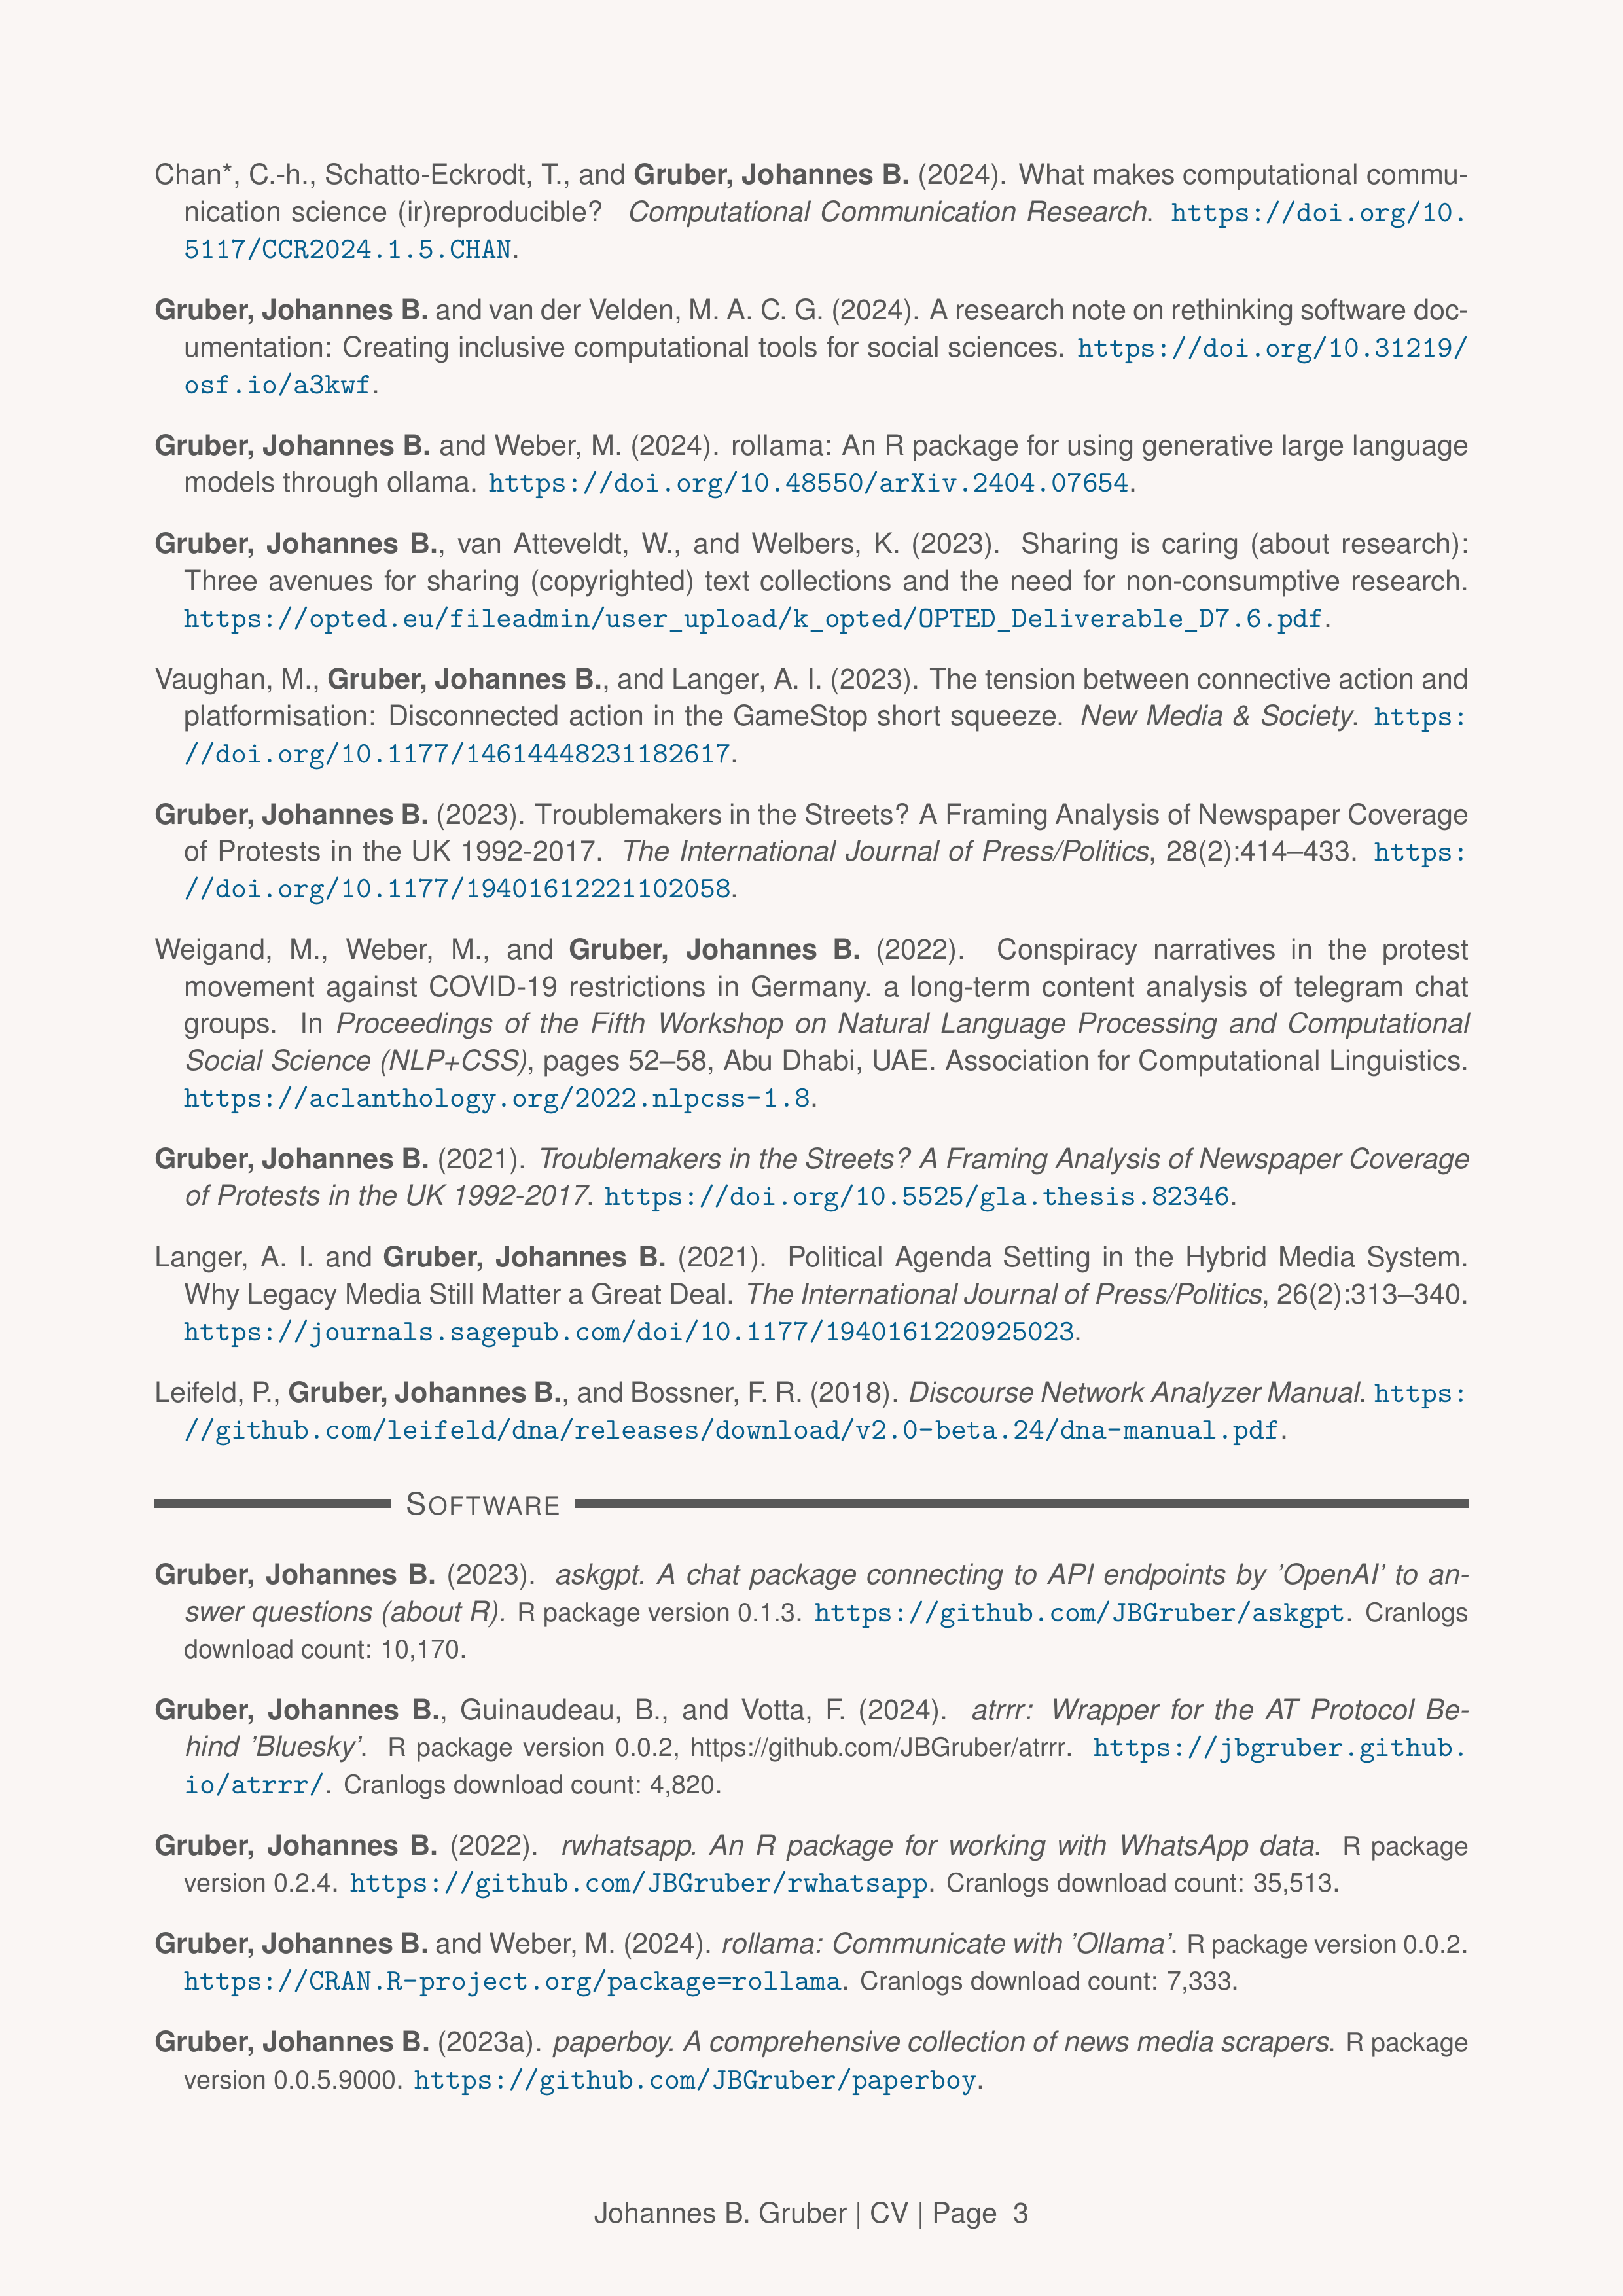 Chan*, C.-h., Schatto-Eckrodt, T., and Gruber, Johannes B. (2024). What makes computational commu-
nication science (ir)reproducible? Computational Communication Research. https://doi.org/10.
5117/CCR2024.1.5.CHAN.
Gruber, Johannes B. and van der Velden, M. A. C. G. (2024). A research note on rethinking software doc-
umentation: Creating inclusive computational tools for social sciences. https://doi.org/10.31219/
osf.io/a3kwf.
Gruber, Johannes B. and Weber, M. (2024). rollama: An R package for using generative large language
models through ollama. https://doi.org/10.48550/arXiv.2404.07654.
Gruber, Johannes B., van Atteveldt, W., and Welbers, K. (2023). Sharing is caring (about research):
Three avenues for sharing (copyrighted) text collections and the need for non-consumptive research.
https://opted.eu/fileadmin/user_upload/k_opted/OPTED_Deliverable_D7.6.pdf.
Vaughan, M., Gruber, Johannes B., and Langer, A. I. (2023). The tension between connective action and
platformisation: Disconnected action in the GameStop short squeeze. New Media & Society. https:
//doi.org/10.1177/14614448231182617.
Gruber, Johannes B. (2023). Troublemakers in the Streets? A Framing Analysis of Newspaper Coverage
of Protests in the UK 1992-2017. The International Journal of Press/Politics, 28(2):414–433. https:
//doi.org/10.1177/19401612221102058.
Weigand, M., Weber, M., and Gruber, Johannes B. (2022). Conspiracy narratives in the protest
movement against COVID-19 restrictions in Germany. a long-term content analysis of telegram chat
groups. In Proceedings of the Fifth Workshop on Natural Language Processing and Computational
Social Science (NLP+CSS), pages 52–58, Abu Dhabi, UAE. Association for Computational Linguistics.
https://aclanthology.org/2022.nlpcss-1.8.
Gruber, Johannes B. (2021). Troublemakers in the Streets? A Framing Analysis of Newspaper Coverage
of Protests in the UK 1992-2017. https://doi.org/10.5525/gla.thesis.82346.
Langer, A. I. and Gruber, Johannes B. (2021). Political Agenda Setting in the Hybrid Media System.
Why Legacy Media Still Matter a Great Deal. The International Journal of Press/Politics, 26(2):313–340.
https://journals.sagepub.com/doi/10.1177/1940161220925023.
Leifeld, P., Gruber, Johannes B., and Bossner, F. R. (2018). Discourse Network Analyzer Manual. https:
//github.com/leifeld/dna/releases/download/v2.0-beta.24/dna-manual.pdf.
SOFTWARE
Gruber, Johannes B. (2023). askgpt. A chat package connecting to API endpoints by 'OpenAI' to an-
swer questions (about R). R package version 0.1.3. https://github.com/JBGruber/askgpt. Cranlogs
download count: 10,170.
Gruber, Johannes B., Guinaudeau, B., and Votta, F. (2024). atrrr: Wrapper for the AT Protocol Be-
hind 'Bluesky'. R package version 0.0.2, https://github.com/JBGruber/atrrr. https://jbgruber.github.
io/atrrr/. Cranlogs download count: 4,820.
Gruber, Johannes B. (2022). rwhatsapp. An R package for working with WhatsApp data. R package
version 0.2.4. https://github.com/JBGruber/rwhatsapp. Cranlogs download count: 35,513.
Gruber, Johannes B. and Weber, M. (2024). rollama: Communicate with 'Ollama'. R package version 0.0.2.
https://CRAN.R-project.org/package=rollama. Cranlogs download count: 7,333.
Gruber, Johannes B. (2023a). paperboy. A comprehensive collection of news media scrapers. R package
version 0.0.5.9000. https://github.com/JBGruber/paperboy.
Johannes B. Gruber | CV | Page 3